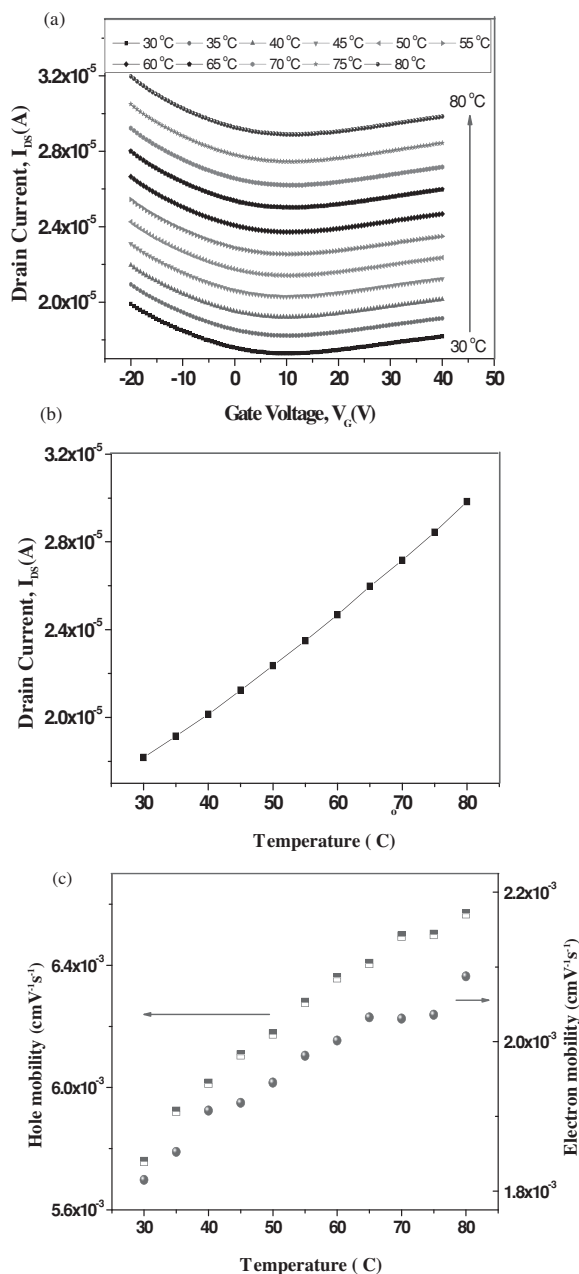 (a)
30 °C 35 °C 40 °C 45 °C 50 °C 55 °C
60 °C 65 °C 70 °C 75 °C 80 °C
3.2x10-5
2.8x10-5
2.4x10-5
2.0x10-5
Drain Current, IDS(A)
80 °C
30 °C
-20 -10 0 10 20 30 40 50
Gate Voltage, VG(V)
(b)
3.2x10-5
2.8x10-5
2.4x10-5
2.0x10-5
Drain Current, IDS(A)
30 40 50 60 70 80
o
Temperature ( C)
(c)
6.4x10-3
6.0x10-3
5.6x10-3
Hole mobility (cmV-1s-1)
2.2x10-3
2.0x10-3
1.8x10-3
Electron mobility (cmV-1s-1)
30 40 50 60 70 80
Temperature ( C)